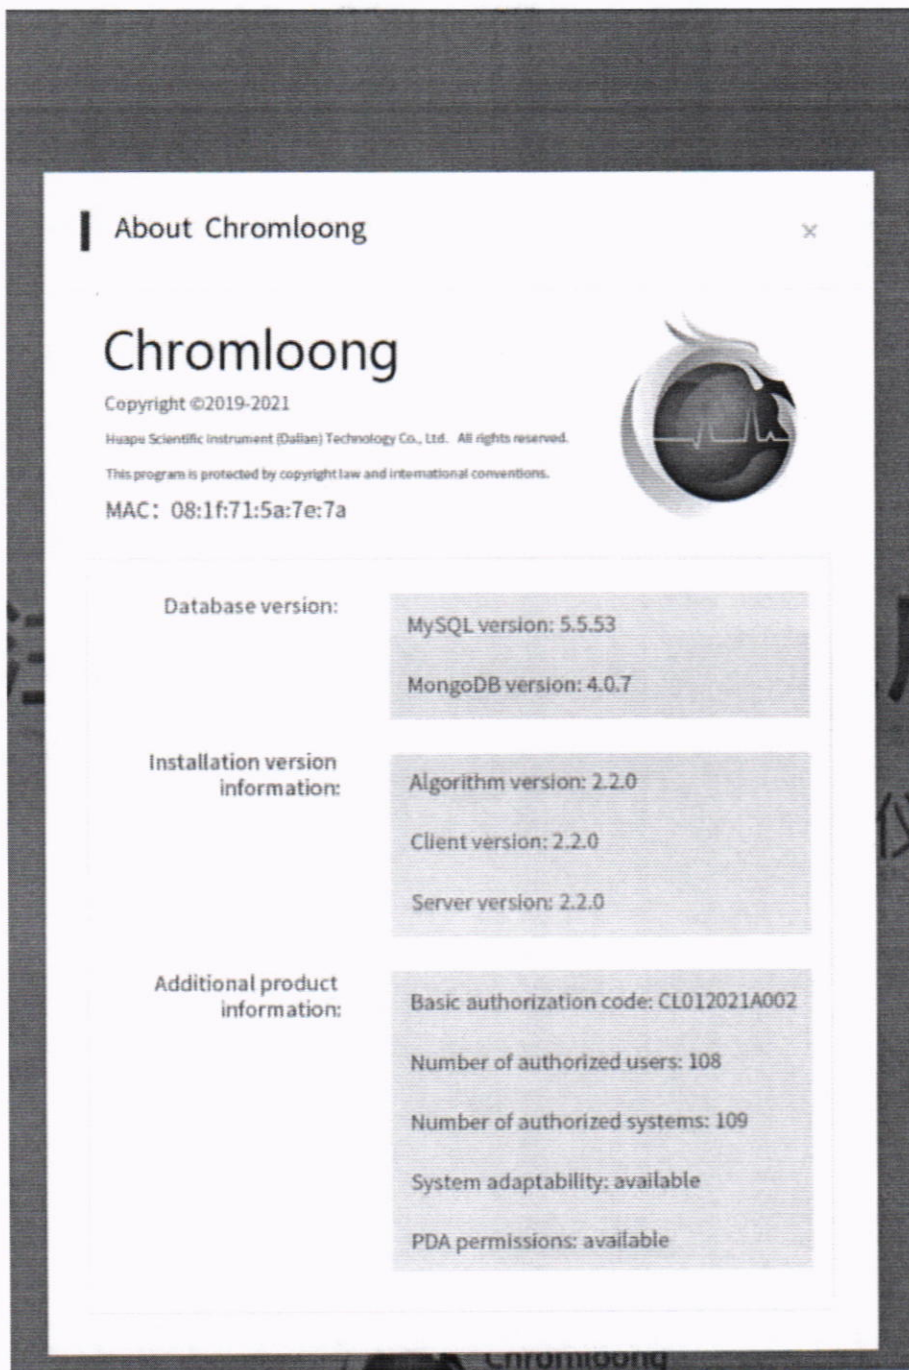 About Chromloong
×
Chromloong
Copyright ©2019-2021
Huapu Scientific Instrument (Dalian) Technology Co., Ltd. All rights reserved.
This program is protected by copyright law and international conventions.
MAC: 08:1f:71:5a:7e:7a
Database version:
MySQL version: 5.5.53
MongoDB version: 4.0.7
Installation version
information:
Algorithm version: 2.2.0
Client version: 2.2.0
Server version: 2.2.0
Additional product
information:
Basic authorization code: CL012021A002
Number of authorized users: 108
Number of authorized systems: 109
System adaptability: available
PDA permissions: available
Chromloong